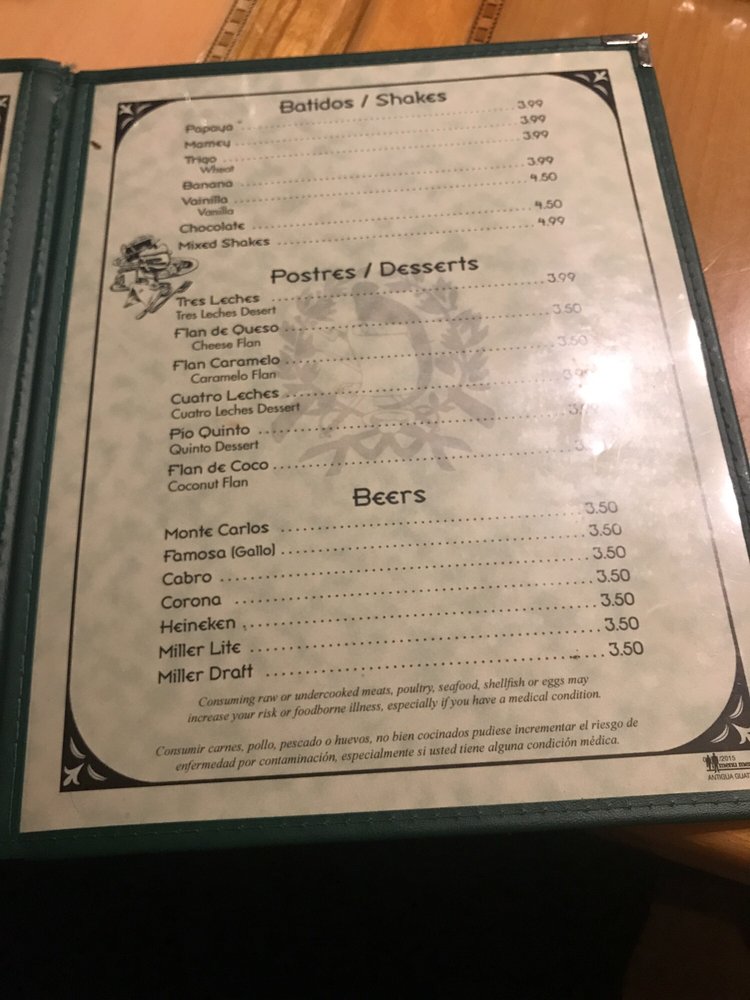 Batidos / Shakes
Papaya ........ 3.99
Mamey ........ 3.99
Trigo ........ 3.99
Wheat
Banana ........ 3.99
Vainilla ........ 4.50
Vanilla
Chocolate ........ 4.50
Mixed Shakes ........ 4.99
Postres / Desserts
Tres Leches ........ 3.99
Tres Leches Desert
Flan de Queso ........ 3.50
Cheese Flan
Flan Caramelo ........ 3.50
Caramelo Flan
Cuatro Leches ........
Cuatro Leches Dessert
Pio Quinto ........
Quinto Dessert
Flan de Coco ........
Coconut Flan
Beers
Monte Carlos ........ 3.50
Famosa (Gallo) ........ 3.50
Cabro ........ 3.50
Corona ........ 3.50
Heineken ........ 3.50
Miller Lite ........ 3.50
Miller Draft ........ 3.50
Consuming raw or undercooked meats, poultry, seafood, shellfish or eggs may
increase your risk or foodborne illness, especially if you have a medical condition.
Consumir carnes, pollo, pescado o huevos, no bien cocinados pudiese incrementar el riesgo de
enfermedad por contaminación, especialmente si usted tiene alguna condición médica.
/2015
menu
ANTIGUA